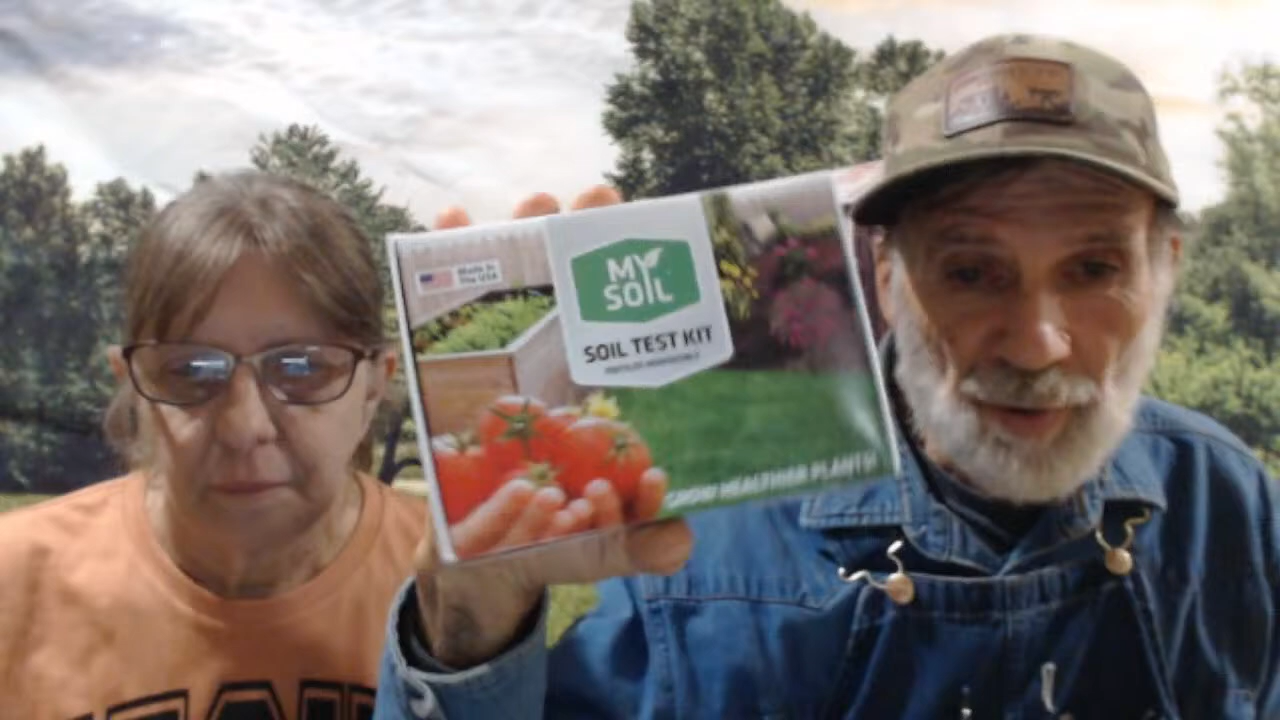 Made In
The USA
MY
SOIL
SOIL TEST KIT
GROW HEALTHIER PLANTS!